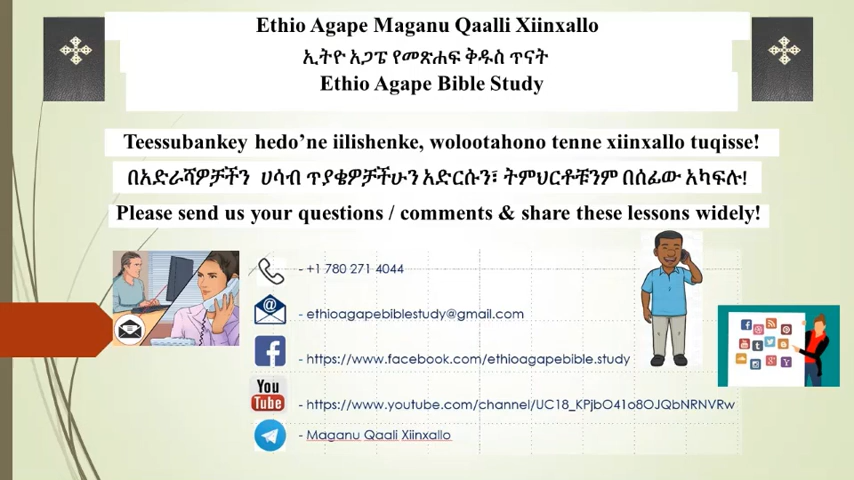 Ethio Agape Maganu Qaalli Xiinxallo
ኢትዮ አጋፔ የመጽሐፍ ቅዱስ ጥናት
Ethio Agape Bible Study
Teessubankey hedo’ne iilishenke, wolootahono tenne xiinxallo tuqisse!
በአድራሻዎቻችን ሀሳብ ጥያቄዎቻችሁን አድርሱን፣ ትምህርቶቹንም በሰፊው አካፍሉ!
Please send us your questions / comments & share these lessons widely!
- +1 780 271 4044
- ethioagapebiblestudy@gmail.com
- https://www.facebook.com/ethioagapebible.study
You
Tube
- https://www.youtube.com/channel/UC18_KPjbO41o8OJQbNRNVRw
- Maganu Qaali Xiinxallo